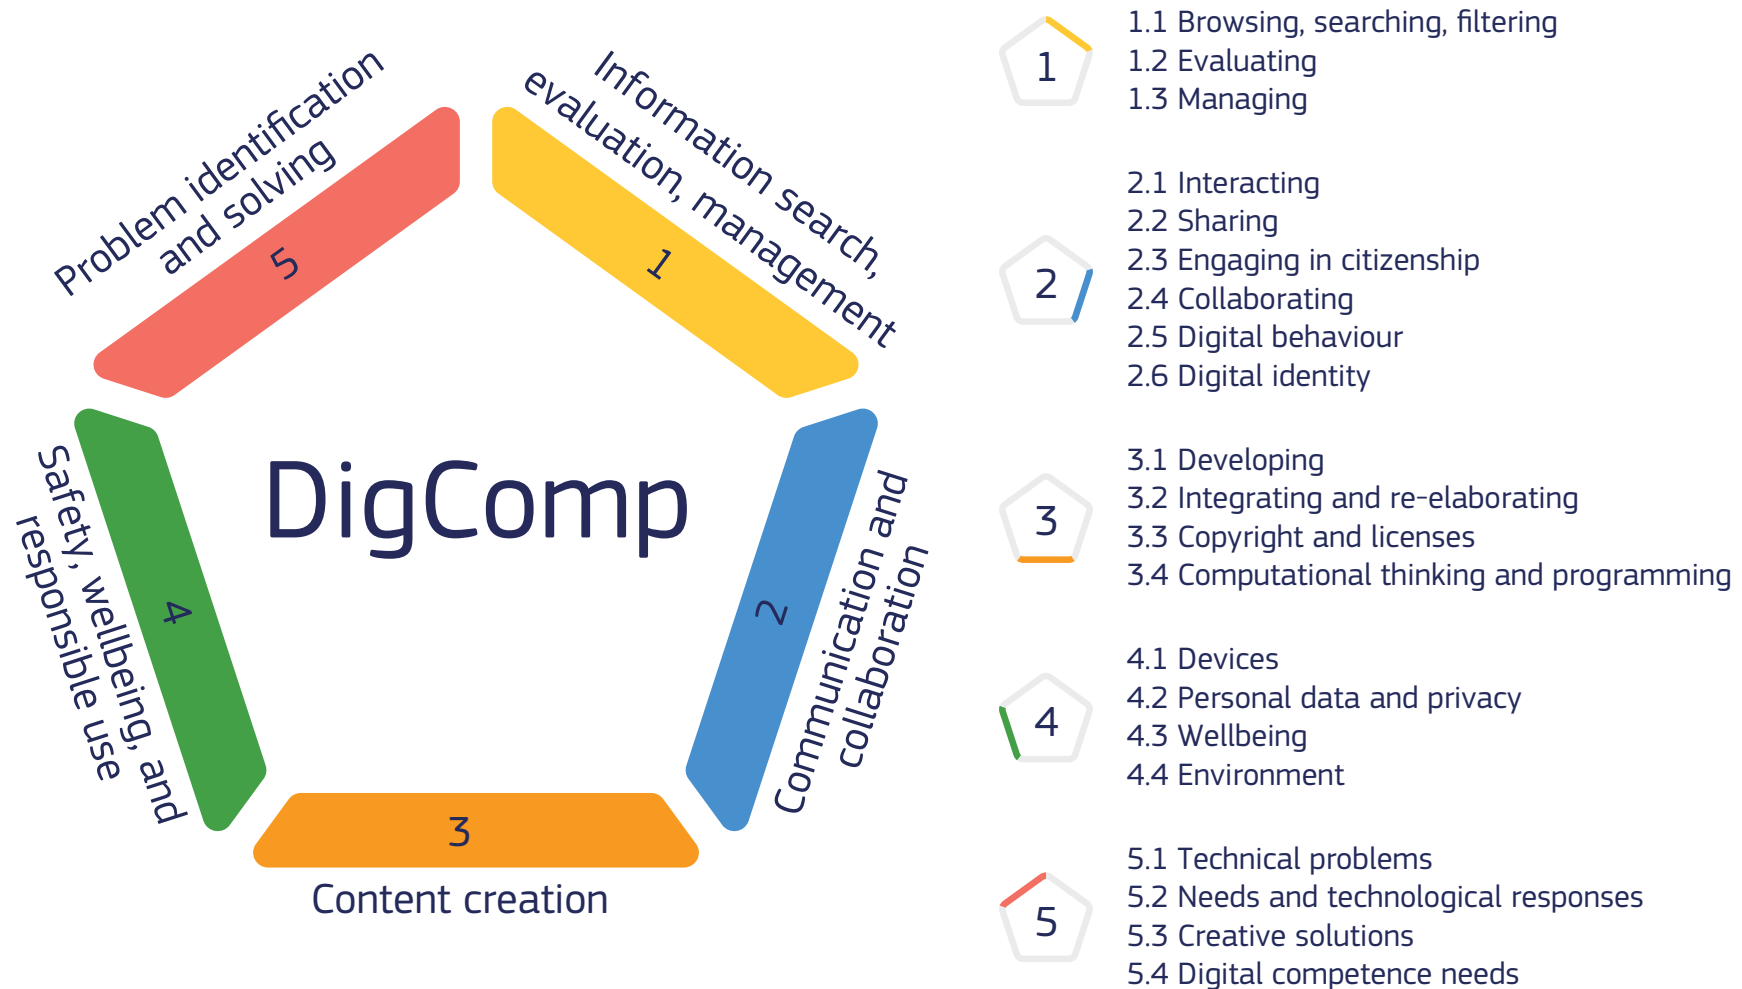 Problem identification
and solving
5
Information search,
evaluation, management
1
DigComp
Safety, wellbeing, and
responsible use
4
Communication and
collaboration
2
3
Content creation
1
1.1 Browsing, searching, filtering
1.2 Evaluating
1.3 Managing
2
2.1 Interacting
2.2 Sharing
2.3 Engaging in citizenship
2.4 Collaborating
2.5 Digital behaviour
2.6 Digital identity
3
3.1 Developing
3.2 Integrating and re-elaborating
3.3 Copyright and licenses
3.4 Computational thinking and programming
4
4.1 Devices
4.2 Personal data and privacy
4.3 Wellbeing
4.4 Environment
5
5.1 Technical problems
5.2 Needs and technological responses
5.3 Creative solutions
5.4 Digital competence needs